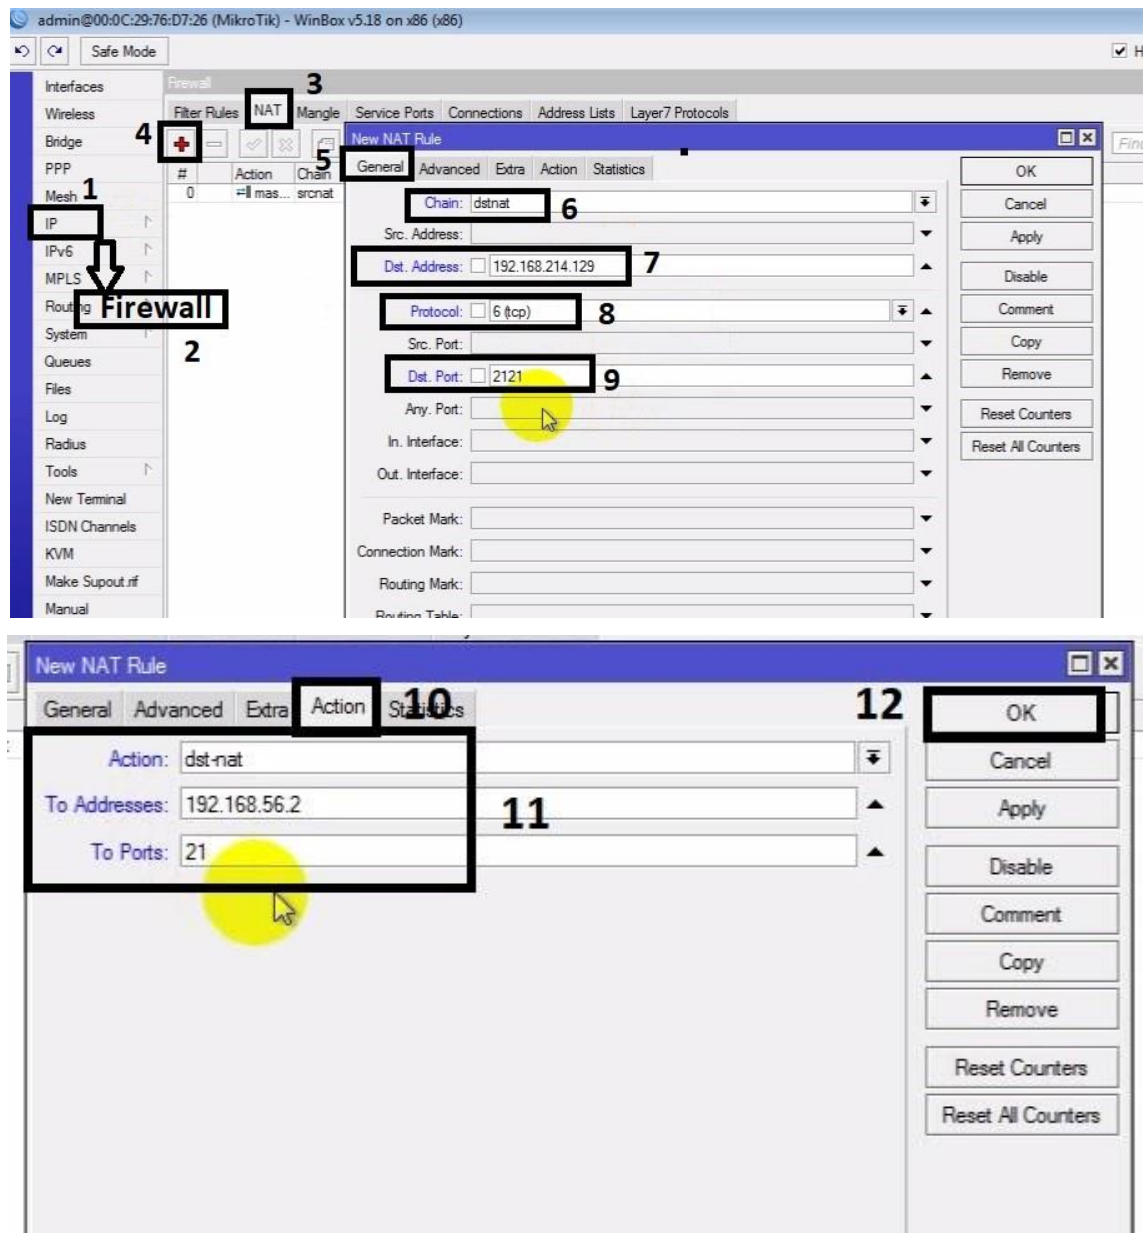 admin@00:0C:29:76:D7:26 (MikroTik) - WinBox v5.18 on x86 (x86)
Safe Mode
Interfaces
Firewall
3
Wireless
Filter Rules NAT Mangle Service Ports Connections Address Lists Layer7 Protocols
4
Bridge
New NAT Rule
Find
PPP
# Action Chain
5
General Advanced Extra Action Statistics
OK
Mesh
1
0 mas... srcnat
Chain: dstnat
6
Cancel
IP
Src. Address:
Apply
IPv6
Dst. Address: 192.168.214.129
7
MPLS
Disable
Routing
Firewall
Protocol: 6 (tcp)
8
Comment
System
2
Src. Port:
Copy
Queues
Dst. Port: 2121
9
Remove
Files
Log
Any. Port:
Reset Counters
Radius
In. Interface:
Reset All Counters
Tools
Out. Interface:
New Terminal
ISDN Channels
Packet Mark:
KVM
Connection Mark:
Make Supout.rif
Routing Mark:
Manual
Routing Table:
New NAT Rule
General Advanced Extra Action Statistics
10
12
OK
Action: dst-nat
Cancel
To Addresses: 192.168.56.2
11
Apply
To Ports: 21
Disable
Comment
Copy
Remove
Reset Counters
Reset All Counters